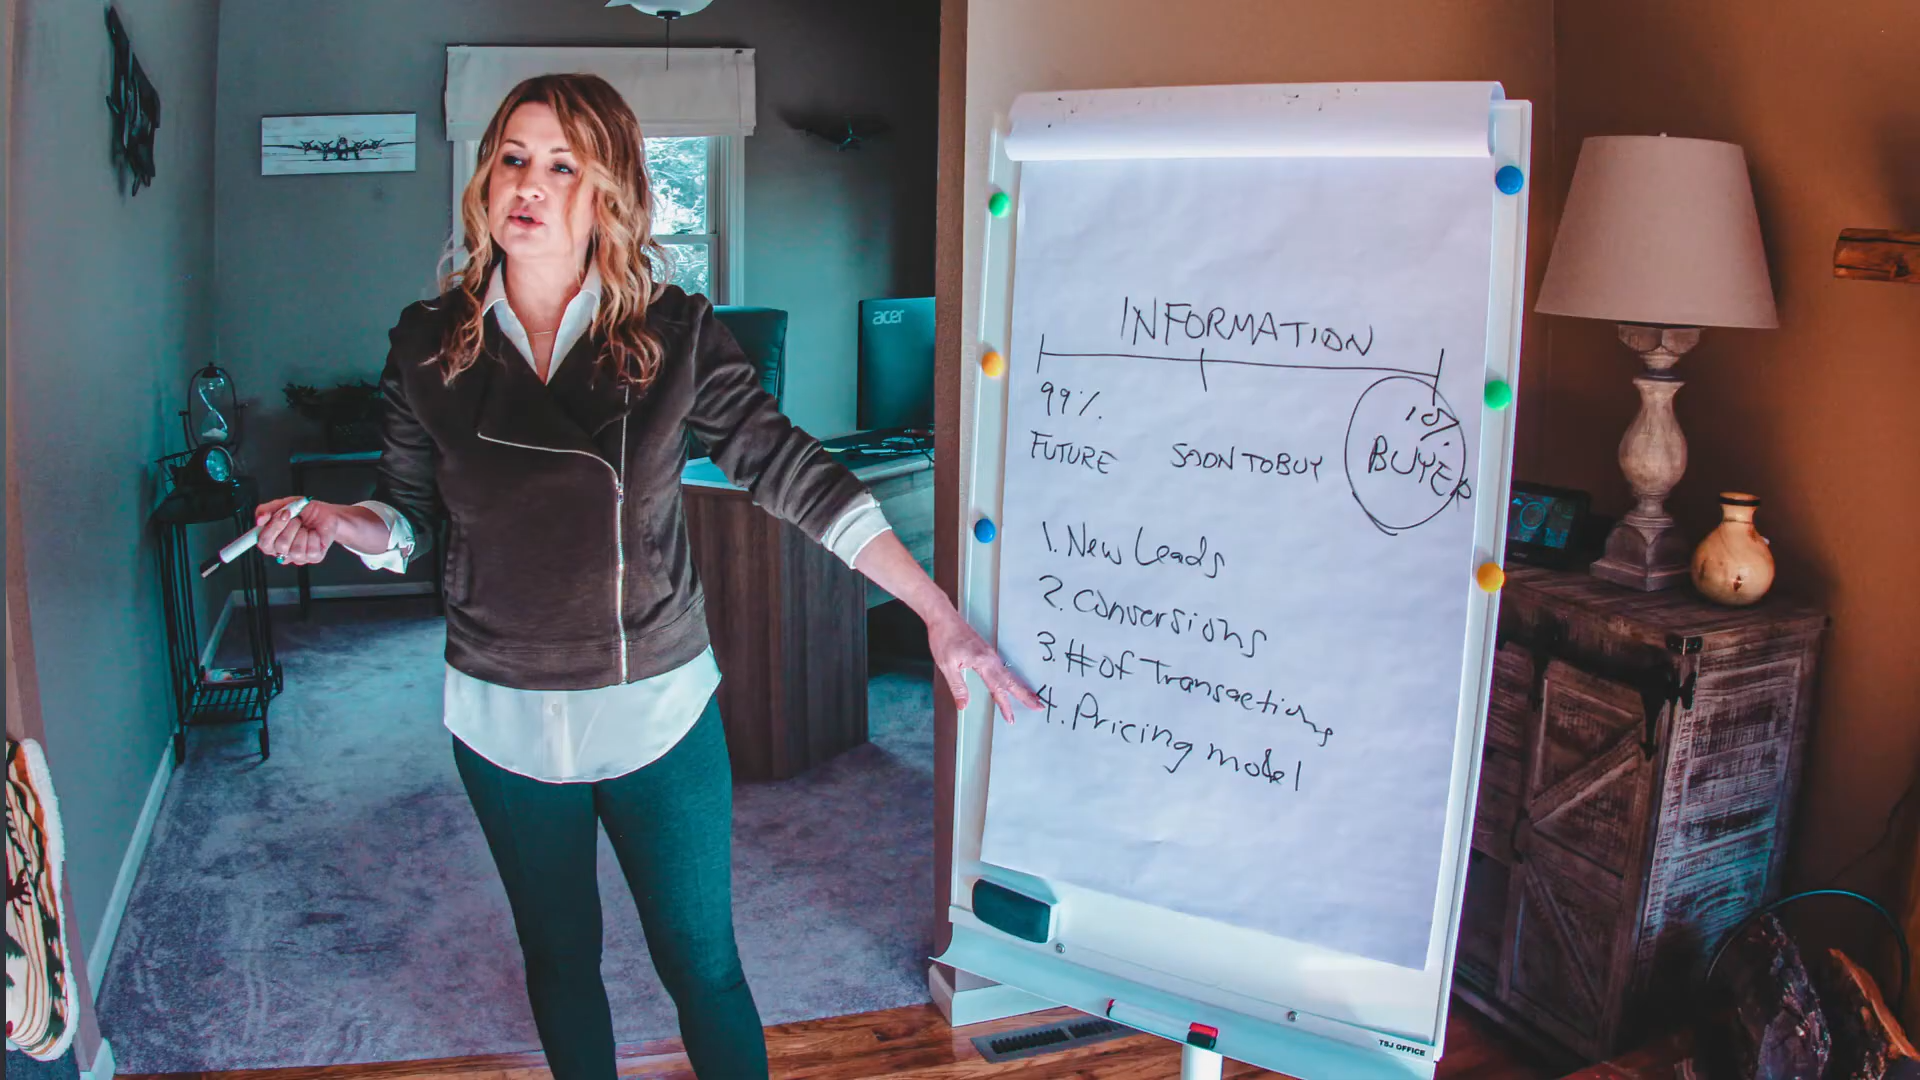 acer
INFORMATION
99% 1%
FUTURE SOON TO BUY BUYER
1. New Leads
2. Conversions
3. # of Transactions
4. Pricing model
TSJ OFFICE